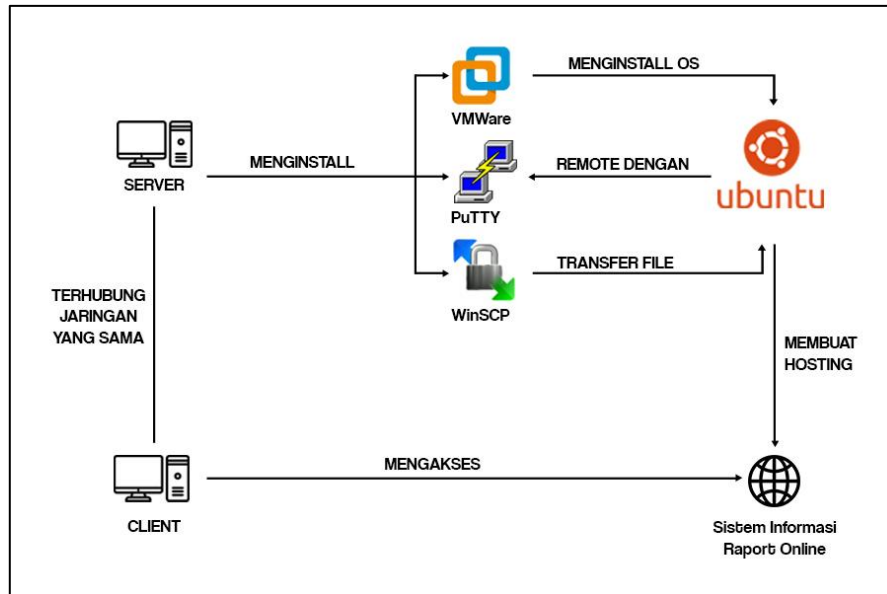 VMWare
MENGINSTALL OS
SERVER
MENGINSTALL
PuTTY
REMOTE DENGAN
ubuntu
WinSCP
TRANSFER FILE
TERHUBUNG
JARINGAN
YANG SAMA
MEMBUAT
HOSTING
CLIENT
MENGAKSES
Sistem Informasi
Raport Online